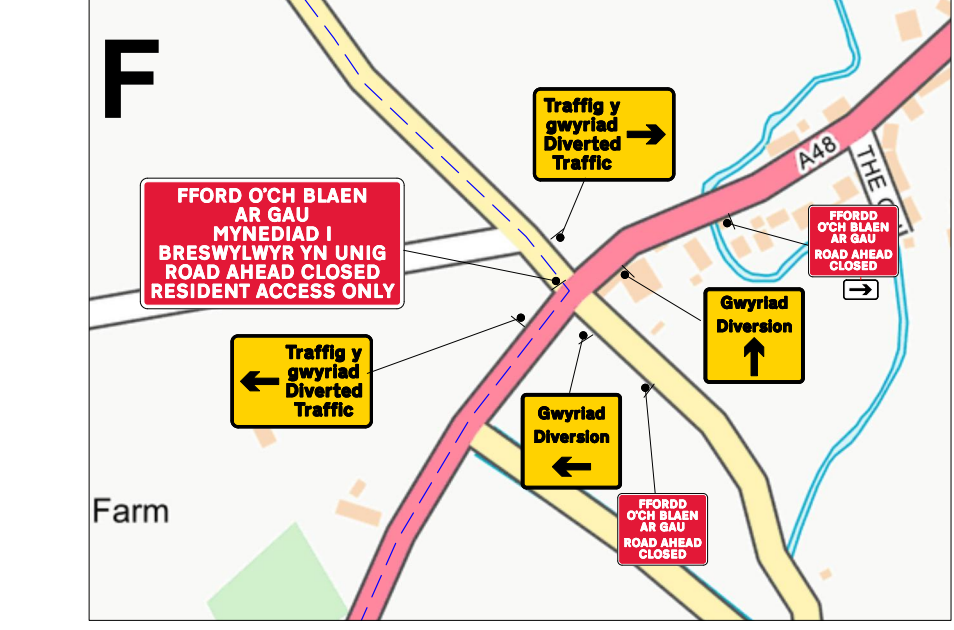 F
Traffig y
gwyriad
Diverted
Traffic
A48
THE
FFORD O'CH BLAEN
AR GAU
MYNEDIAD I
BRESWYLWYR YN UNIG
ROAD AHEAD CLOSED
RESIDENT ACCESS ONLY
FFORDD
O'CH BLAEN
AR GAU
ROAD AHEAD
CLOSED
Gwyriad
Diversion
Traffig y
gwyriad
Diverted
Traffic
Gwyriad
Diversion
Farm
FFORDD
O'CH BLAEN
AR GAU
ROAD AHEAD
CLOSED